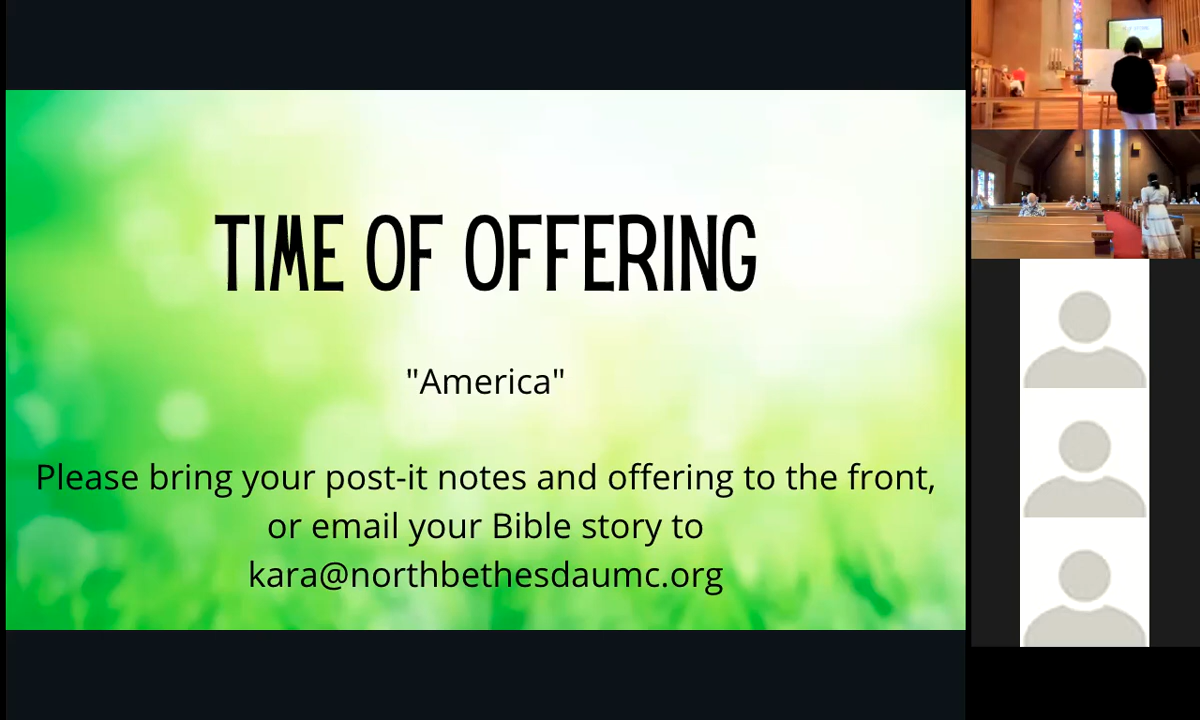 TIME OF OFFERING
"America"
Please bring your post-it notes and offering to the front,
or email your Bible story to
kara@northbethesdaumc.org